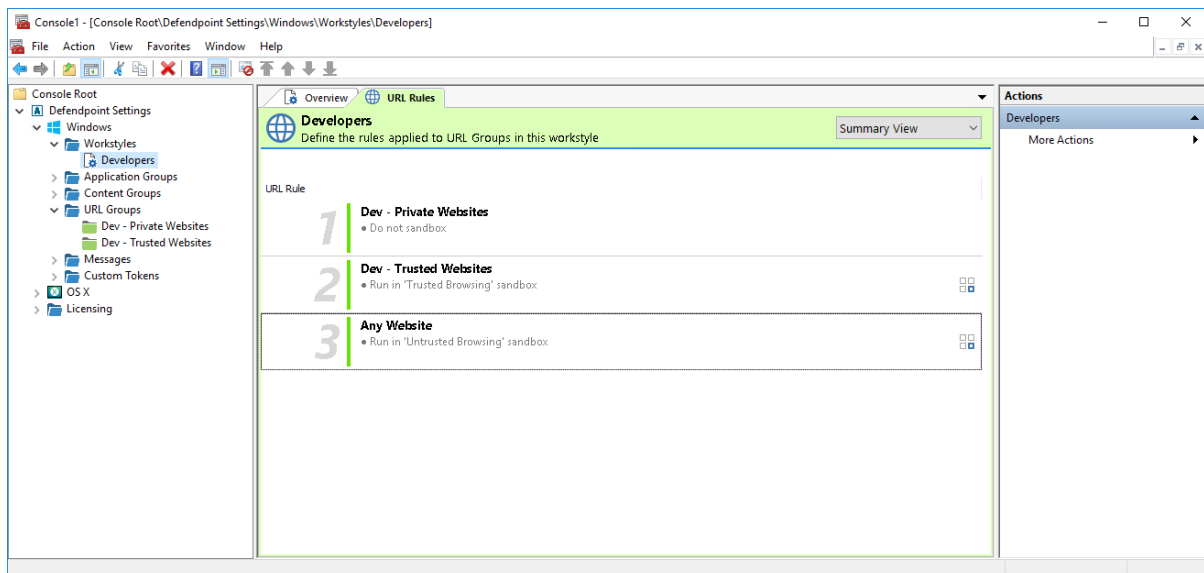 Console1 - [Console Root\Defendpoint Settings\Windows\Workstyles\Developers]
File Action View Favorites Window Help
Console Root
Defendpoint Settings
Windows
Workstyles
Developers
Application Groups
Content Groups
URL Groups
Dev - Private Websites
Dev - Trusted Websites
Messages
Custom Tokens
OS X
Licensing
Overview
URL Rules
Developers
Define the rules applied to URL Groups in this workstyle
Summary View
URL Rule
1
Dev - Private Websites
• Do not sandbox
2
Dev - Trusted Websites
• Run in 'Trusted Browsing' sandbox
3
Any Website
• Run in 'Untrusted Browsing' sandbox
Actions
Developers
More Actions